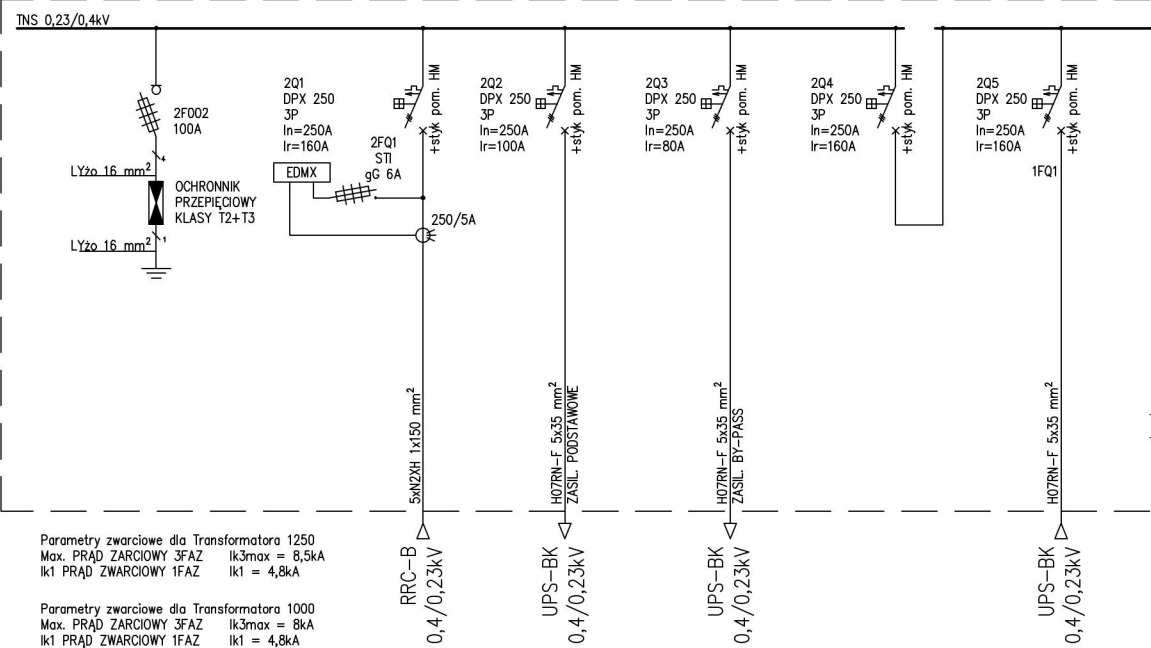 TNS 0,23/0,4kV
2F002
100A
LYżo 16 mm²
OCHRONNIK
PRZEPIĘCIOWY
KLASY T2+T3
LYżo 16 mm²
4
1
2Q1
DPX 250
3P
In=250A
Ir=160A
+styk pom. HM
2FQ1
STI
gG 6A
EDMX
250/5A
5xN2XH 1x150 mm²
RRC-B
0,4/0,23kV
2Q2
DPX 250
3P
In=250A
Ir=100A
+styk pom. HM
H07RN-F 5x35 mm²
ZASIL. PODSTAWOWE
UPS-BK
0,4/0,23kV
2Q3
DPX 250
3P
In=250A
Ir=80A
+styk pom. HM
H07RN-F 5x35 mm²
ZASIL. BY-PASS
UPS-BK
0,4/0,23kV
2Q4
DPX 250
3P
In=250A
Ir=160A
+styk pom. HM
2Q5
DPX 250
3P
In=250A
Ir=160A
+styk pom. HM
1FQ1
H07RN-F 5x35 mm²
UPS-BK
0,4/0,23kV
Parametry zwarciowe dla Transformatora 1250
Max. PRĄD ZARCIOWY 3FAZ Ik3max = 8,5kA
Ik1 PRĄD ZWARCIOWY 1FAZ Ik1 = 4,8kA
Parametry zwarciowe dla Transformatora 1000
Max. PRĄD ZARCIOWY 3FAZ Ik3max = 8kA
Ik1 PRĄD ZWARCIOWY 1FAZ Ik1 = 4,8kA